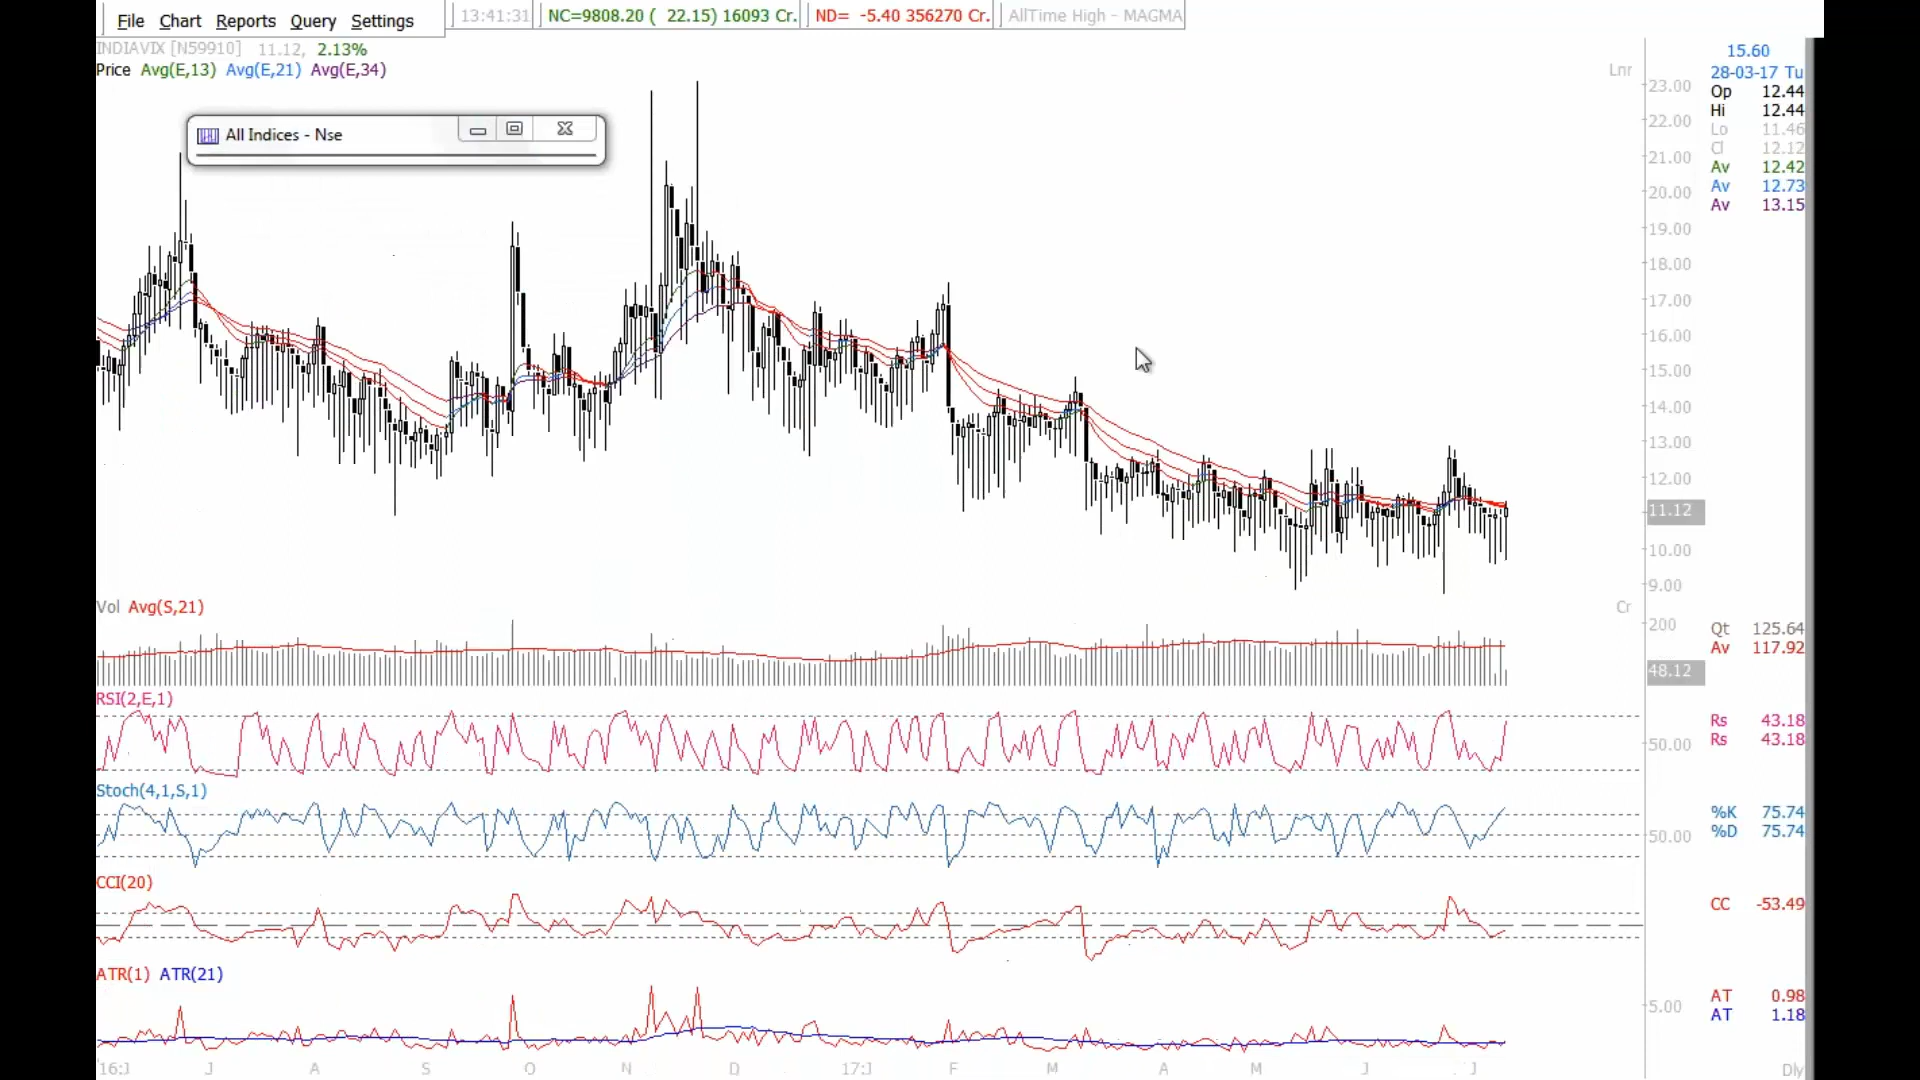 File Chart Reports Query Settings
13:41:31 NC=9808.20 ( 22.15) 16093 Cr. ND= -5.40 356270 Cr. AllTime High - MAGMA
INDIAVIX [N59910] 11.12, 2.13%
Price Avg(E,13) Avg(E,21) Avg(E,34)
Lnr
All Indices - Nse
23.00
22.00
21.00
20.00
19.00
18.00
17.00
16.00
15.00
14.00
13.00
12.00
11.12
10.00
9.00
15.60
28-03-17 Tu
Op 12.44
Hi 12.44
Lo 11.46
Cl 12.12
Av 12.42
Av 12.73
Av 13.15
Vol Avg(S,21)
Cr
200
48.12
Qt 125.64
Av 117.92
RSI(2,E,1)
50.00
Rs 43.18
Rs 43.18
Stoch(4,1,S,1)
50.00
%K 75.74
%D 75.74
CCI(20)
CC -53.49
ATR(1) ATR(21)
5.00
AT 0.98
AT 1.18
'16:J J A S O N D 17:J F M A M J J
Dly